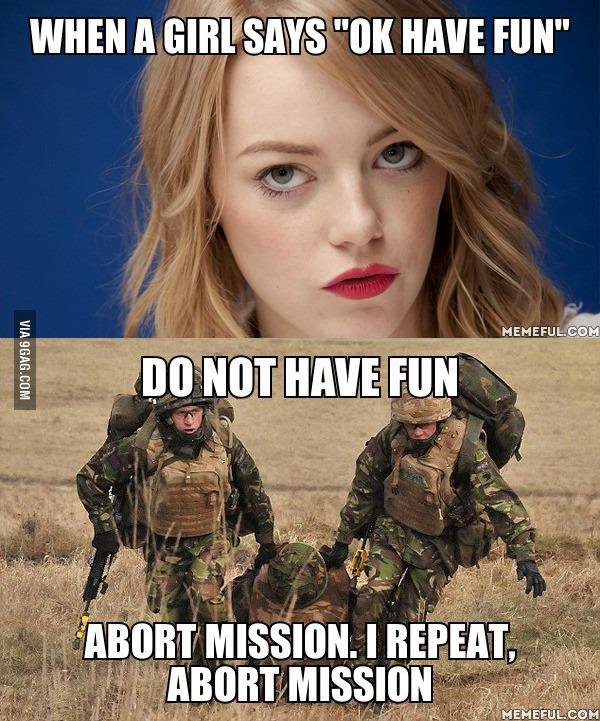 WHEN A GIRL SAYS "OK HAVE FUN"
MEMEFUL.COM
VIA 9GAG.COM
DO NOT HAVE FUN
ABORT MISSION. I REPEAT,
ABORT MISSION
MEMEFUL.COM